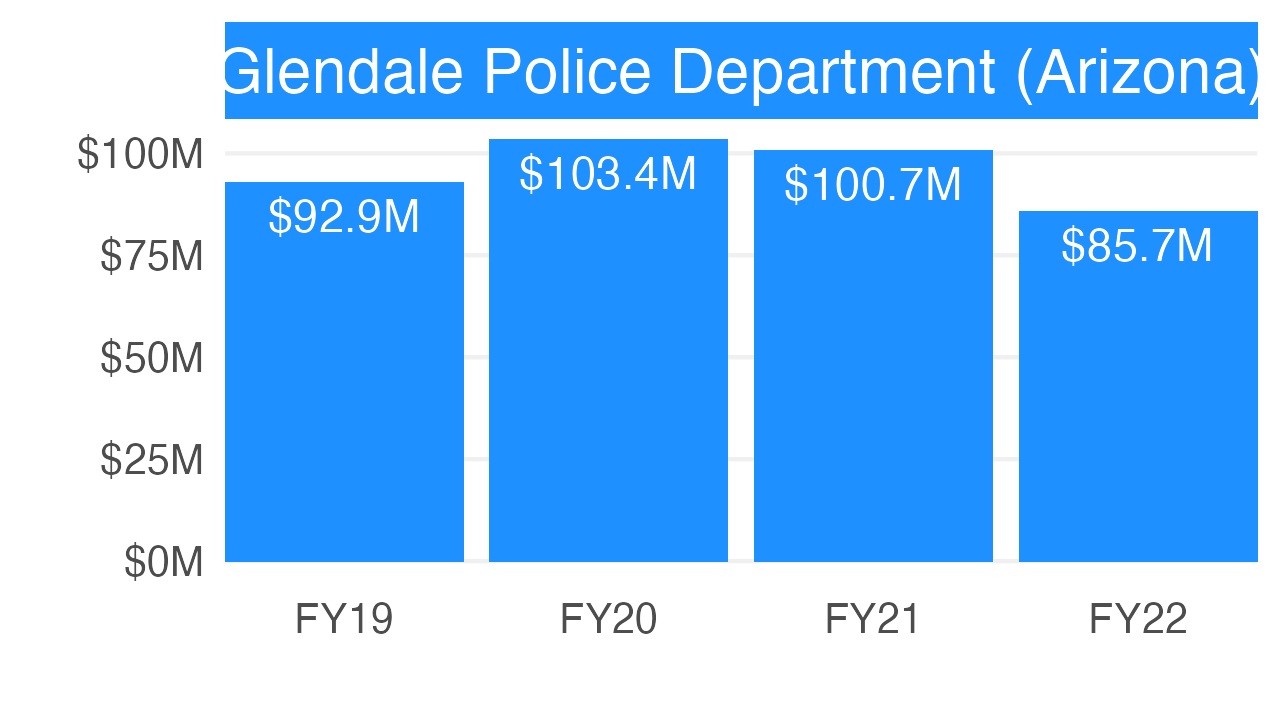 Glendale Police Department (Arizona)
$100M
$75M
$50M
$25M
$0M
$92.9M
$103.4M
$100.7M
$85.7M
FY19
FY20
FY21
FY22